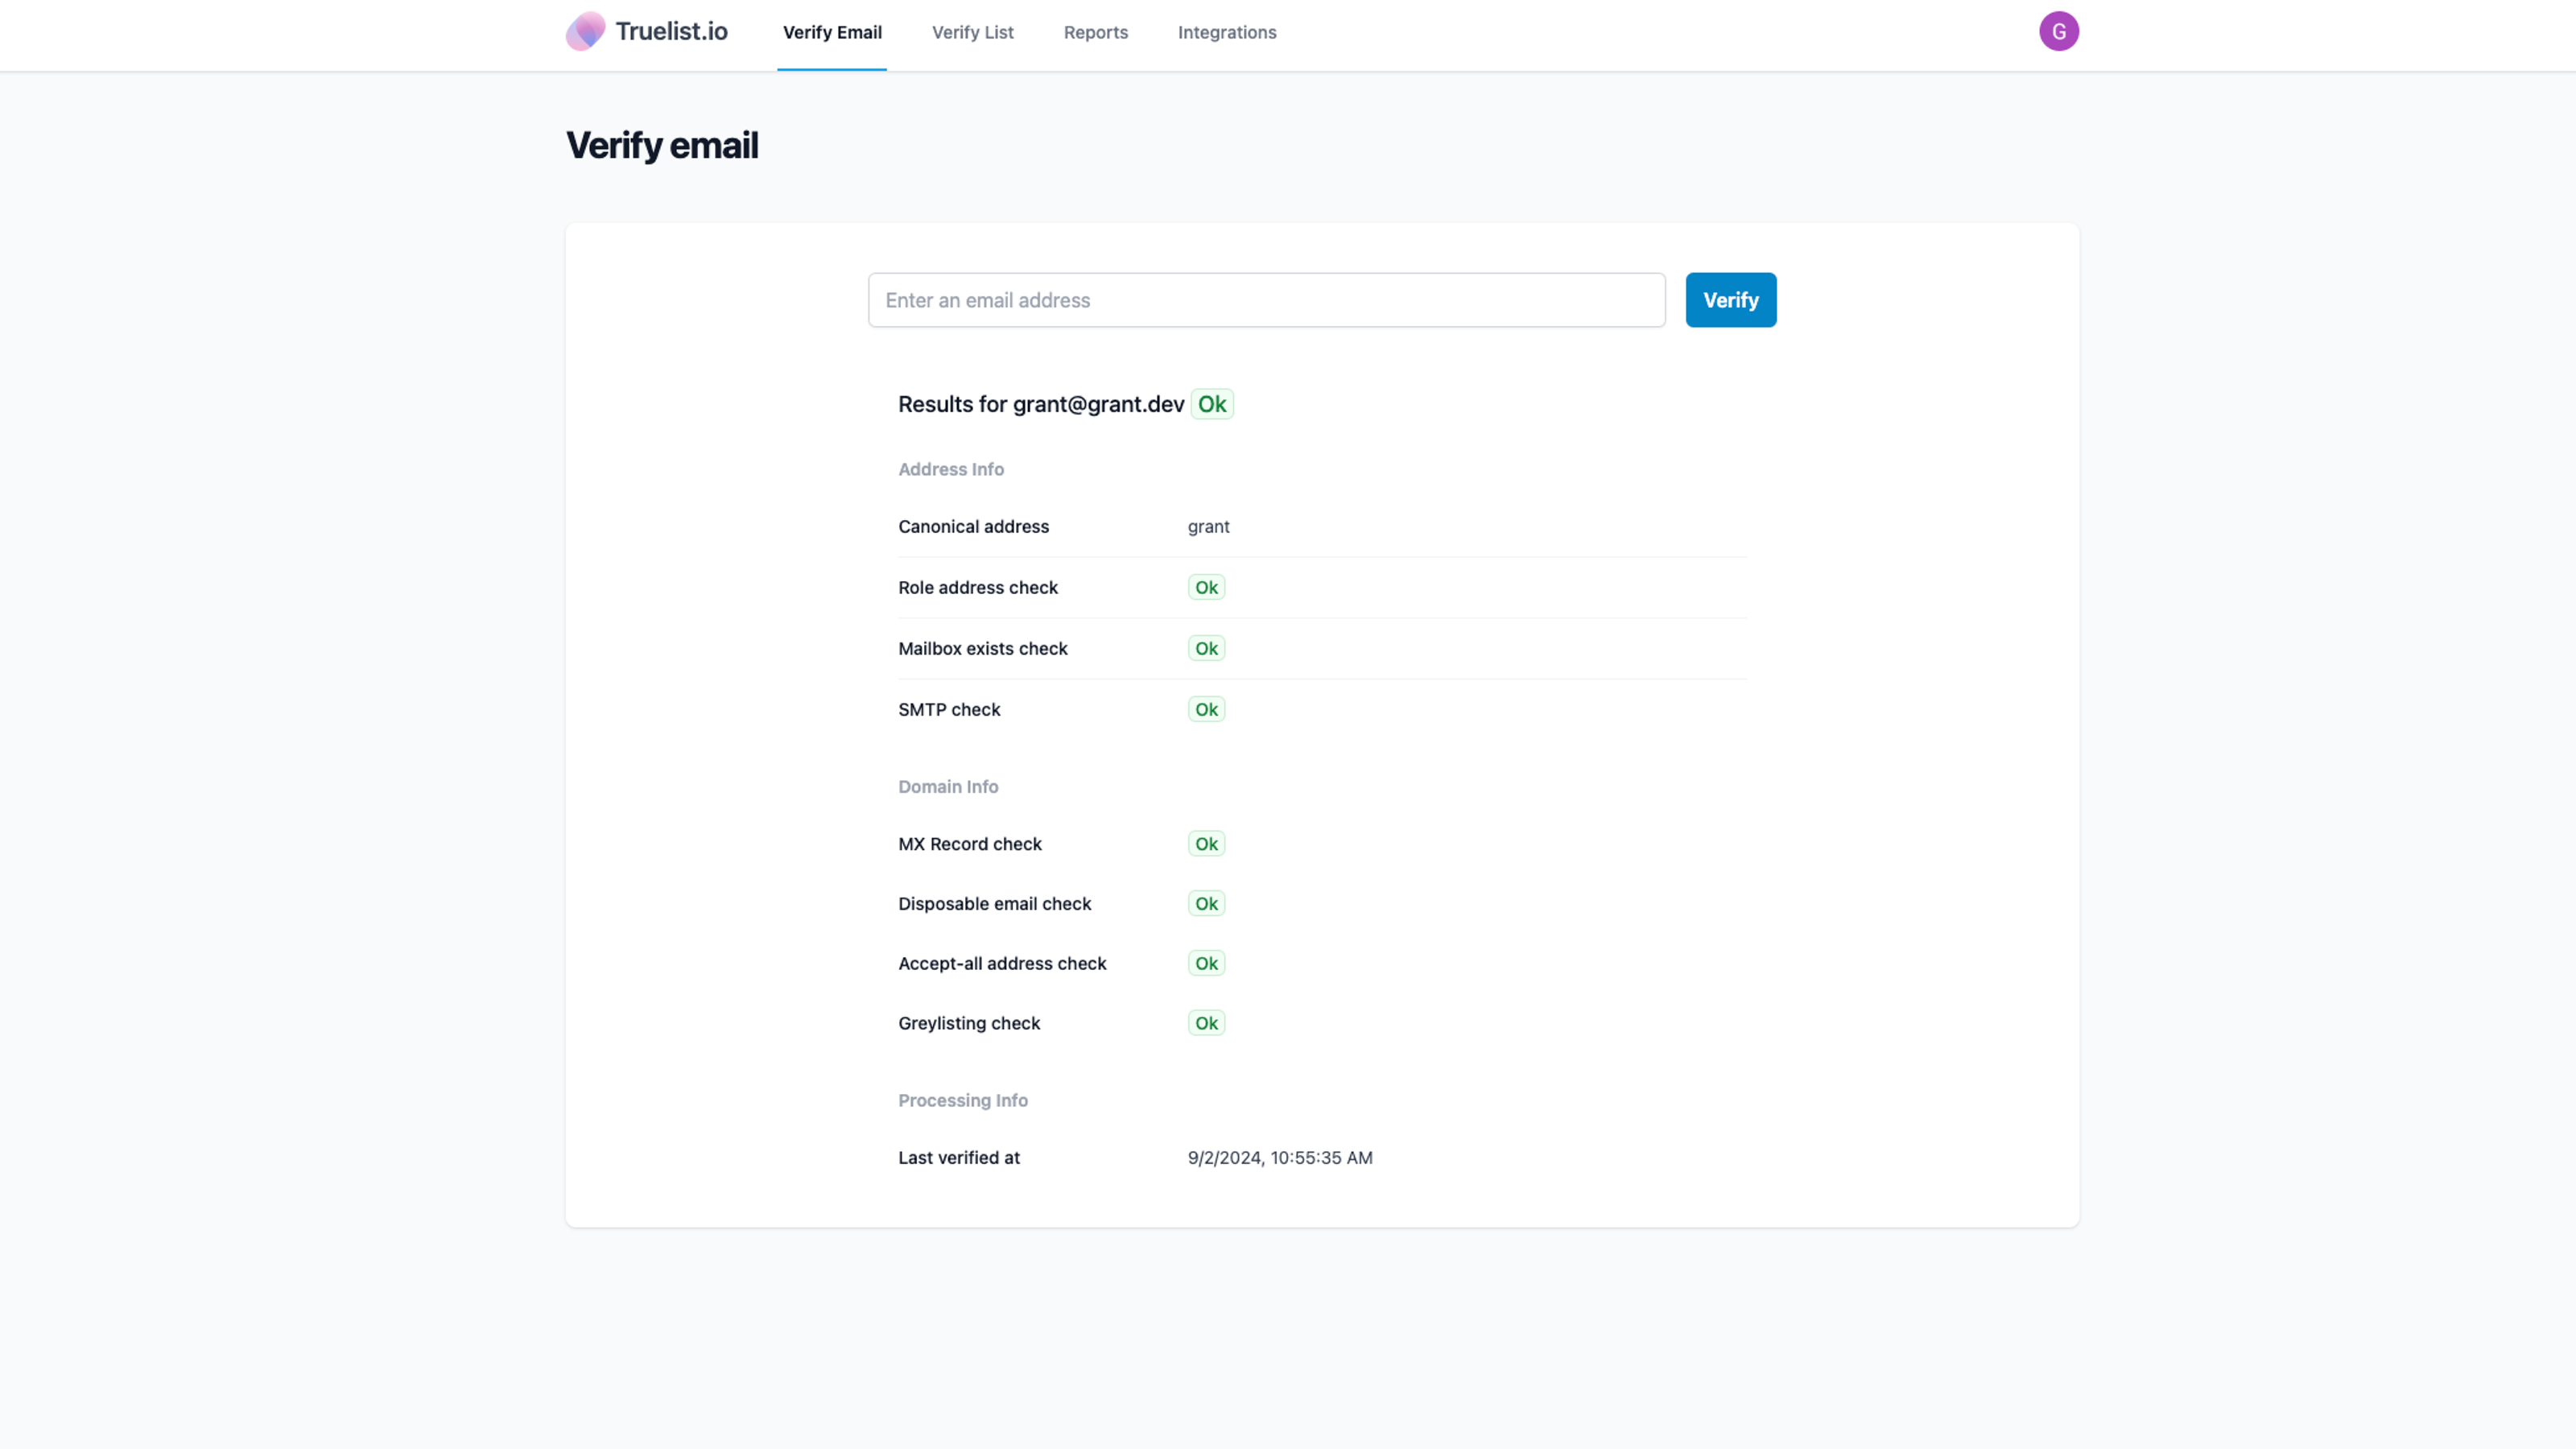 Truelist.io Verify Email Verify List Reports Integrations G
Verify email
Enter an email address Verify
Results for grant@grant.dev Ok
Address Info
Canonical address grant
Role address check Ok
Mailbox exists check Ok
SMTP check Ok
Domain Info
MX Record check Ok
Disposable email check Ok
Accept-all address check Ok
Greylisting check Ok
Processing Info
Last verified at 9/2/2024, 10:55:35 AM